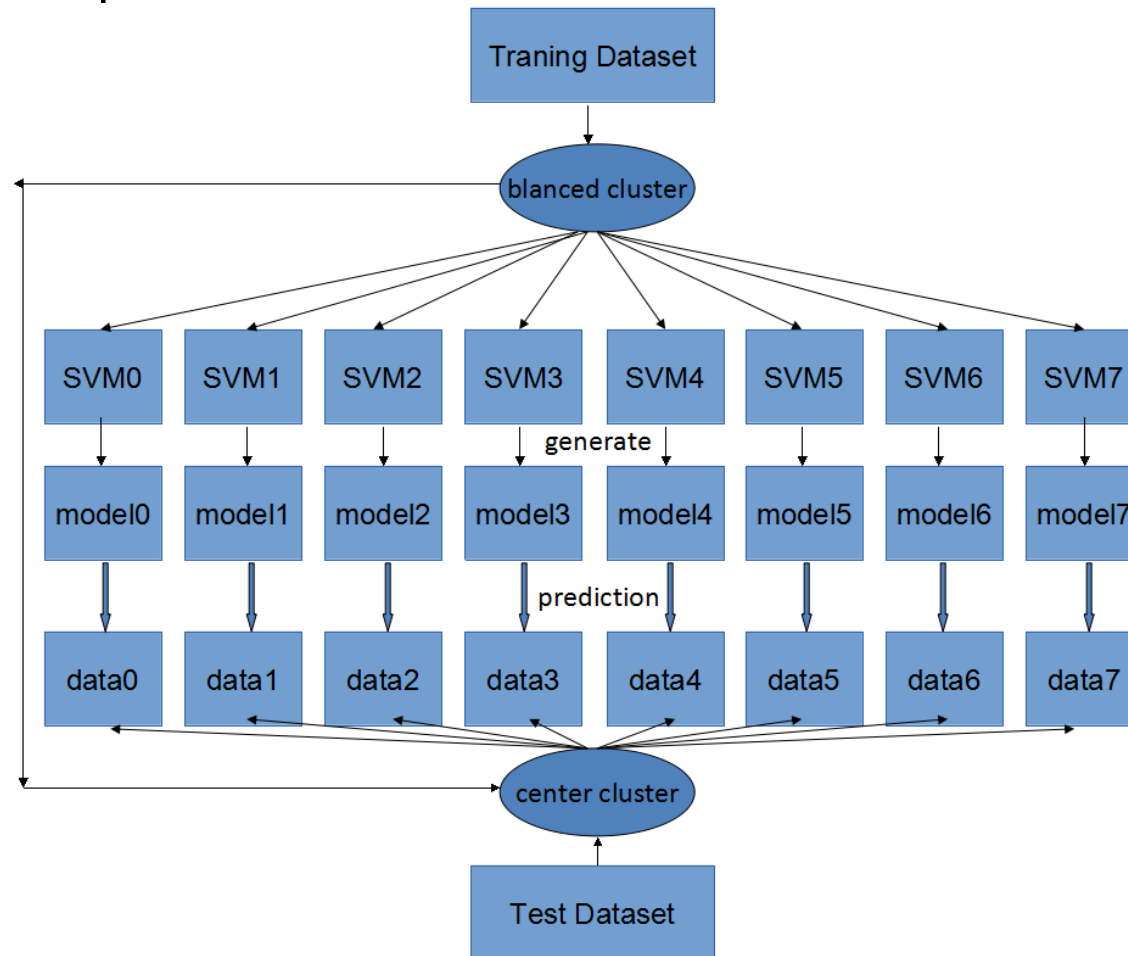 Traning Dataset
blanced cluster
SVM0 SVM1 SVM2 SVM3 SVM4 SVM5 SVM6 SVM7
generate
model0 model1 model2 model3 model4 model5 model6 model7
prediction
data0 data1 data2 data3 data4 data5 data6 data7
center cluster
Test Dataset